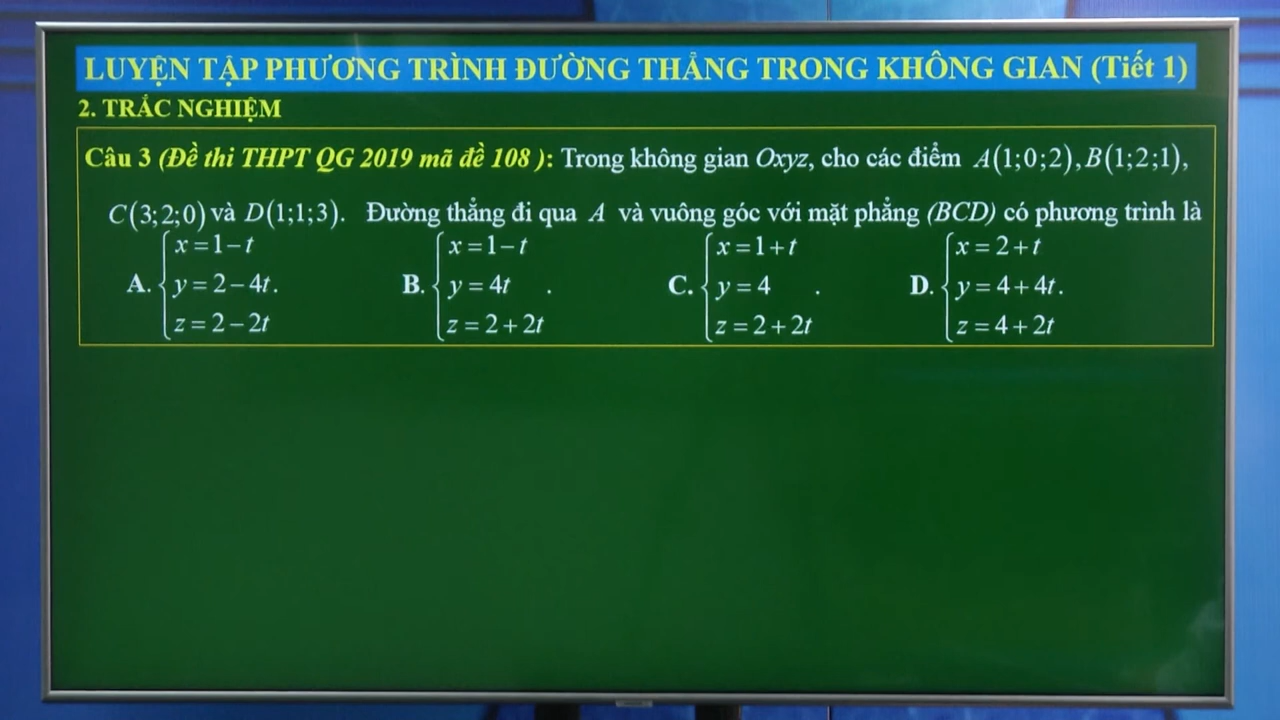 LUYỆN TẬP PHƯƠNG TRÌNH ĐƯỜNG THẲNG TRONG KHÔNG GIAN (Tiết 1)
2. TRẮC NGHIỆM
Câu 3 (Đề thi THPT QG 2019 mã đề 108 ): Trong không gian Oxyz, cho các điểm A(1;0;2), B(1;2;1),
C(3;2;0) và D(1;1;3). Đường thẳng đi qua A và vuông góc với mặt phẳng (BCD) có phương trình là
A. { x = 1 − t
y = 2 − 4t .
z = 2 − 2t
B. { x = 1 − t
y = 4t .
z = 2 + 2t
C. { x = 1 + t
y = 4 .
z = 2 + 2t
D. { x = 2 + t
y = 4 + 4t .
z = 4 + 2t